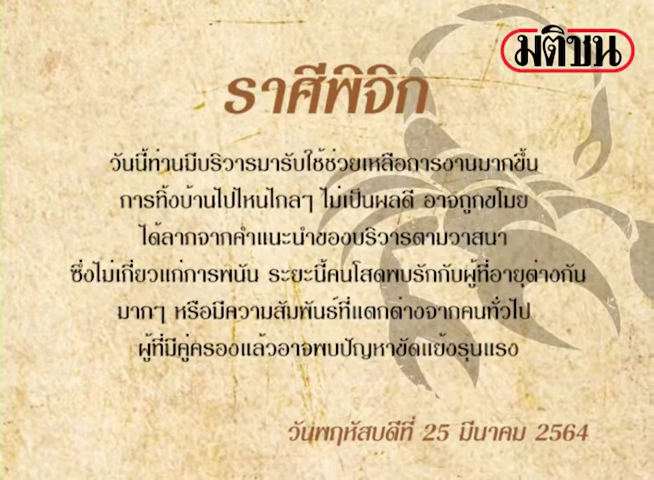 มติชน
ราศีพิจิก
วันนี้ท่านมีบริวารมารับใช้ช่วยเหลือการงานมากขึ้น
การทิ้งบ้านไปไหนไกลๆ ไม่เป็นผลดี อาจถูกขโมย
ได้ลาภจากคำแนะนำของบริวารตามวาสนา
ซึ่งไม่เกี่ยวแก่การพนัน ระยะนี้คนโสดพบรักกับผู้ที่อายุต่างกัน
มากๆ หรือมีความสัมพันธ์ที่แตกต่างจากคนทั่วไป
ผู้ที่มีคู่ครองแล้วอาจพบปัญหาขัดแย้งรุนแรง
วันพฤหัสบดีที่ 25 มีนาคม 2564